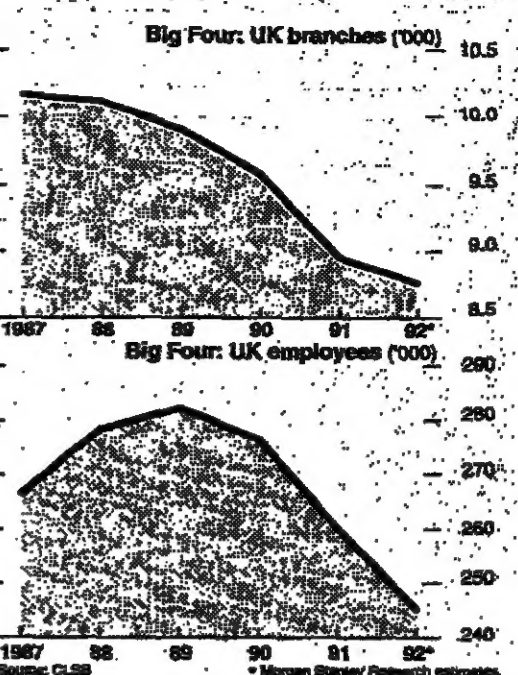 Big Four: UK branches ('000)
10.5
10.0
9.5
9.0
8.5
1987 88 89 90 91 92*
Big Four: UK employees ('000)
290
280
270
260
250
240
1987 88 89 90 91 92*
Source: CLSB * Morgan Stanley Research estimates